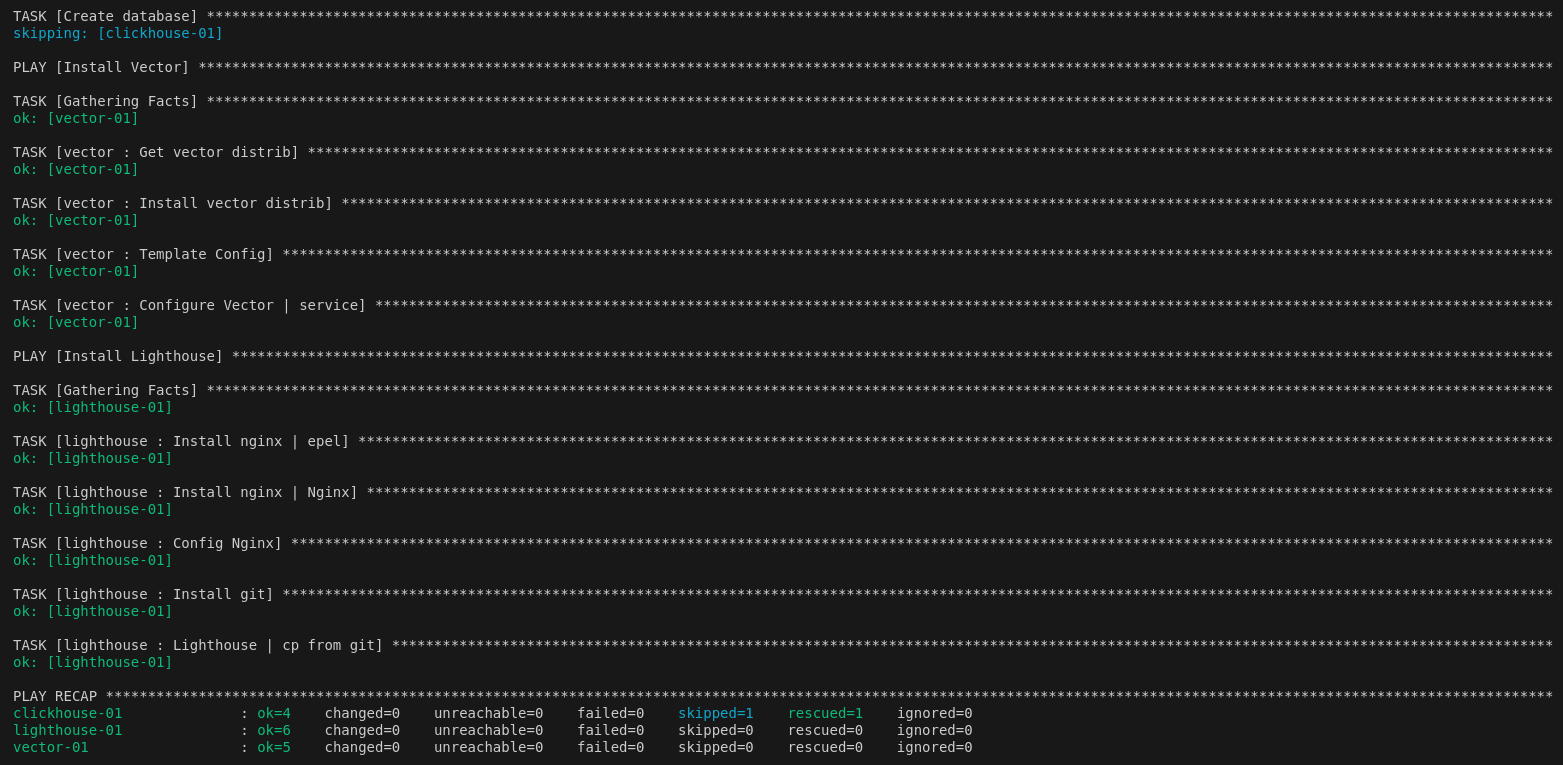 TASK [Create database] ****************************************************************************************************************************************************************
skipping: [clickhouse-01]
PLAY [Install Vector] *****************************************************************************************************************************************************************
TASK [Gathering Facts] ****************************************************************************************************************************************************************
ok: [vector-01]
TASK [vector : Get vector distrib] ****************************************************************************************************************************************************
ok: [vector-01]
TASK [vector : Install vector distrib] ************************************************************************************************************************************************
ok: [vector-01]
TASK [vector : Template Config] *******************************************************************************************************************************************************
ok: [vector-01]
TASK [vector : Configure Vector | service] ********************************************************************************************************************************************
ok: [vector-01]
PLAY [Install Lighthouse] *************************************************************************************************************************************************************
TASK [Gathering Facts] ****************************************************************************************************************************************************************
ok: [lighthouse-01]
TASK [lighthouse : Install nginx | epel] **********************************************************************************************************************************************
ok: [lighthouse-01]
TASK [lighthouse : Install nginx | Nginx] *********************************************************************************************************************************************
ok: [lighthouse-01]
TASK [lighthouse : Config Nginx] ******************************************************************************************************************************************************
ok: [lighthouse-01]
TASK [lighthouse : Install git] *******************************************************************************************************************************************************
ok: [lighthouse-01]
TASK [lighthouse : Lighthouse | cp from git] ******************************************************************************************************************************************
ok: [lighthouse-01]
PLAY RECAP ****************************************************************************************************************************************************************************
clickhouse-01              : ok=4    changed=0    unreachable=0    failed=0    skipped=1    rescued=1    ignored=0
lighthouse-01              : ok=6    changed=0    unreachable=0    failed=0    skipped=0    rescued=0    ignored=0
vector-01                  : ok=5    changed=0    unreachable=0    failed=0    skipped=0    rescued=0    ignored=0